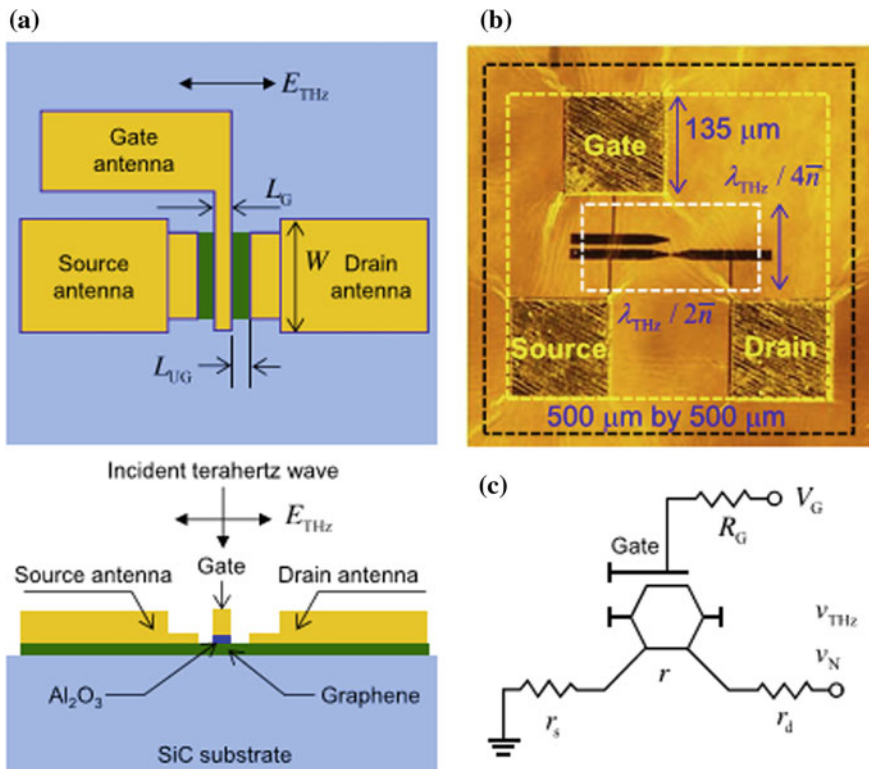 (a)
E_THz
Gate
antenna
L_G
Source
antenna
W
Drain
antenna
L_UG
Incident terahertz wave
E_THz
Gate
Source antenna
Drain antenna
Al₂O₃
Graphene
SiC substrate
(b)
Gate
135 μm
λ_THz / 4n̅
λ_THz / 2n̅
Source
Drain
500 μm by 500 μm
(c)
V_G
R_G
Gate
v_THz
v_N
r
r_s
r_d